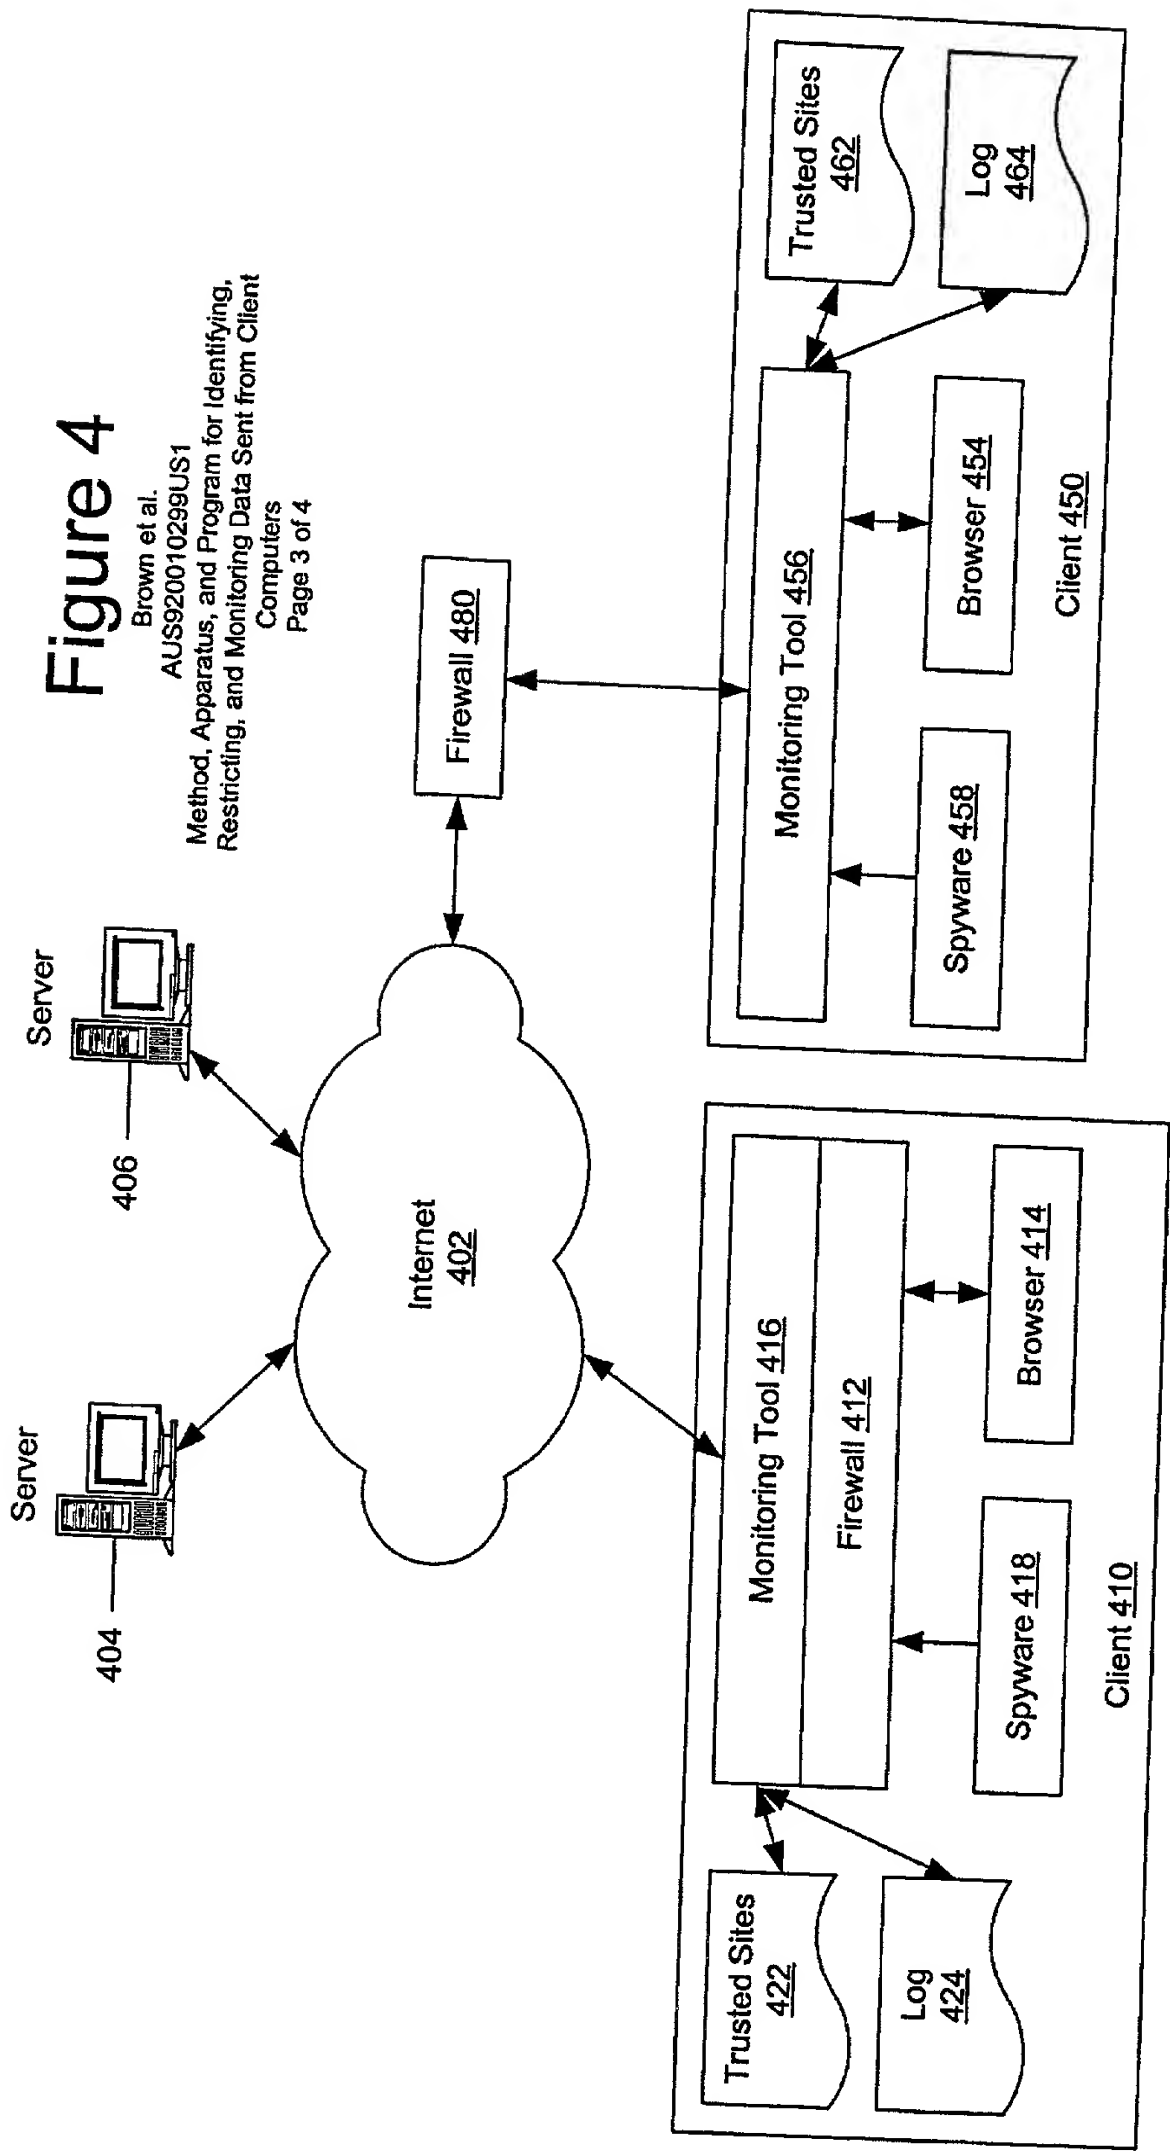 Figure 4
Brown et al.
AUS920010299US1
Method, Apparatus, and Program for Identifying,
Restricting, and Monitoring Data Sent from Client
Computers
Page 3 of 4
Server
404
Server
406
Internet
402
Firewall 480
Trusted Sites
422
Log
424
Monitoring Tool 416
Firewall 412
Spyware 418
Browser 414
Client 410
Monitoring Tool 456
Spyware 458
Browser 454
Trusted Sites
462
Log
464
Client 450